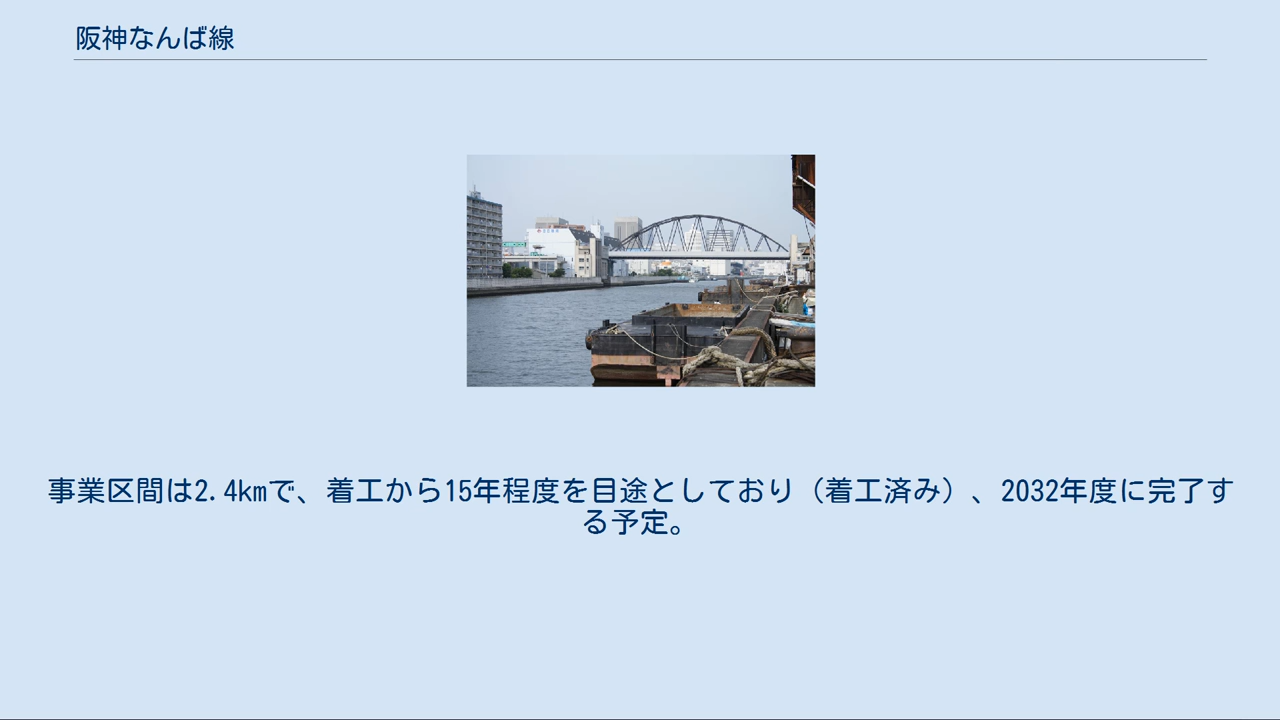 阪神なんば線
事業区間は2.4kmで、着工から15年程度を目途としており（着工済み）、2032年度に完了す
る予定。